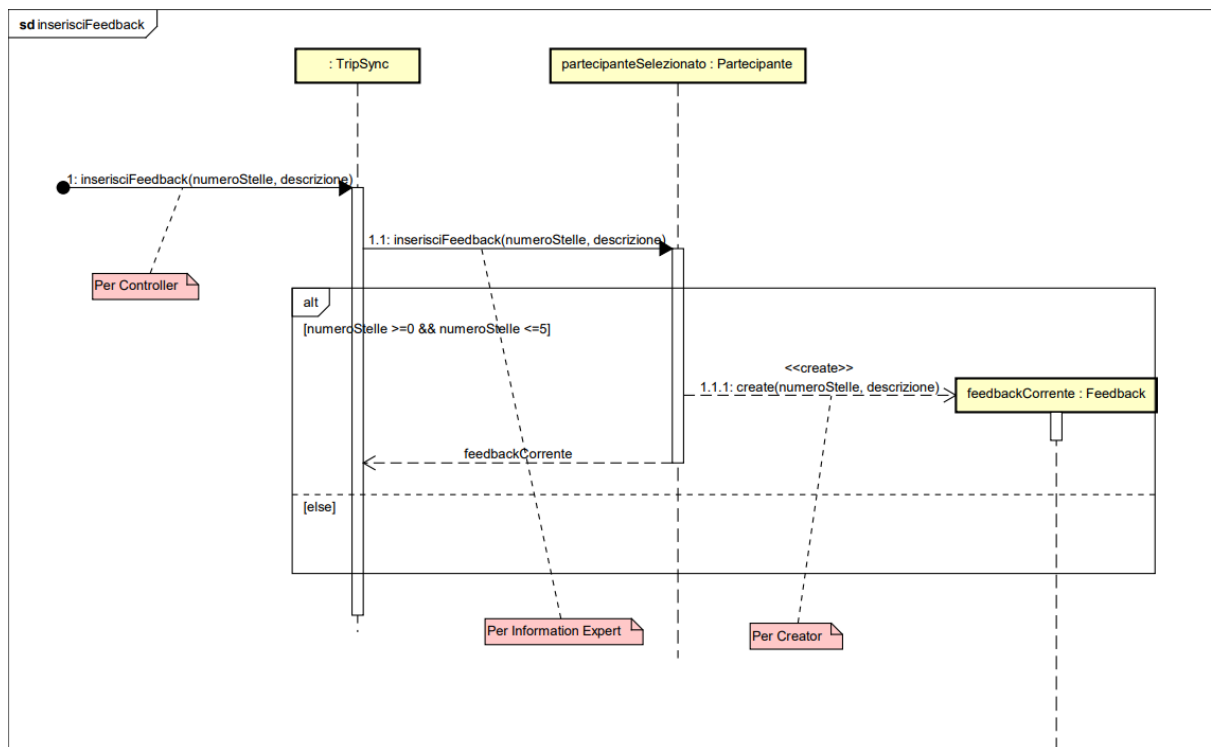 sd inserisciFeedback
: TripSync
partecipanteSelezionato : Partecipante
1: inserisciFeedback(numeroStelle, descrizione)
1.1: inserisciFeedback(numeroStelle, descrizione)
Per Controller
alt
[numeroStelle >=0 && numeroStelle <=5]
<<create>>
1.1.1: create(numeroStelle, descrizione)
feedbackCorrente : Feedback
feedbackCorrente
[else]
Per Information Expert
Per Creator